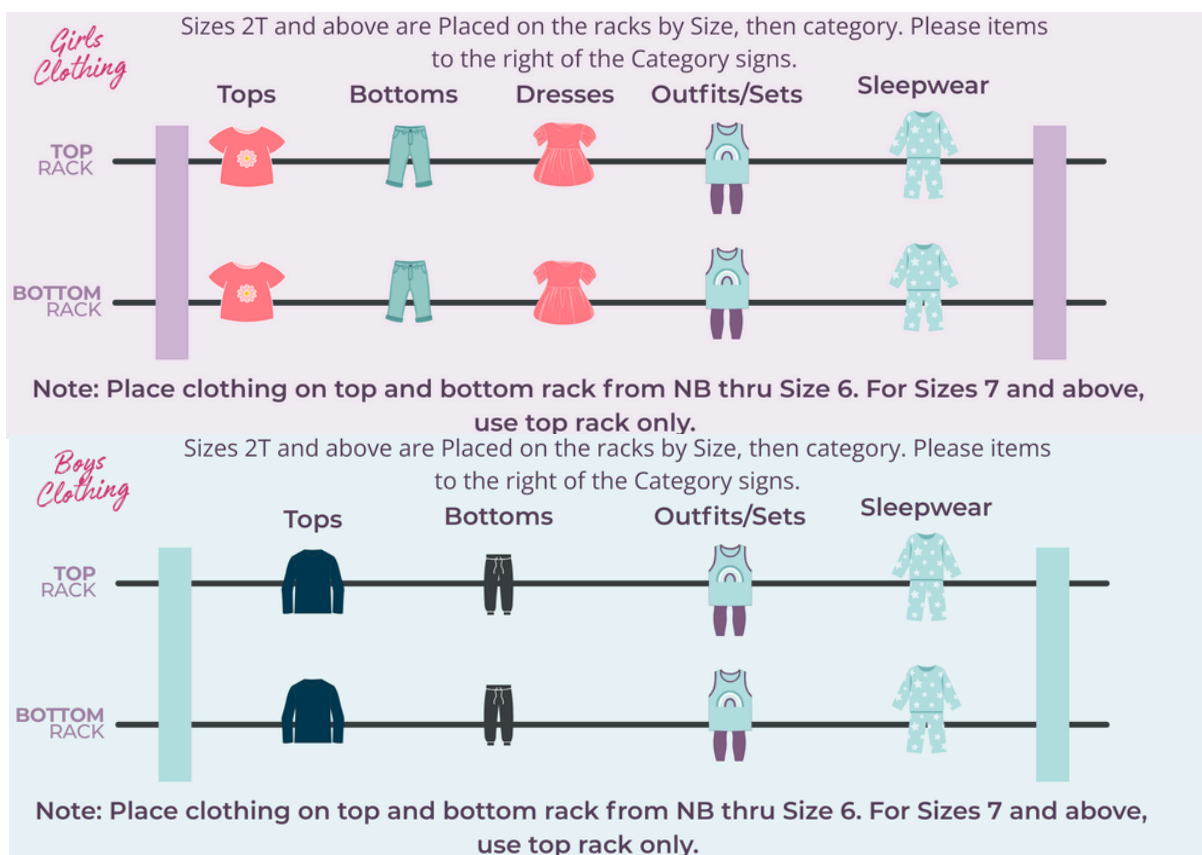 Girls
Clothing
Sizes 2T and above are Placed on the racks by Size, then category. Please items
to the right of the Category signs.
Tops Bottoms Dresses Outfits/Sets Sleepwear
TOP
RACK
BOTTOM
RACK
Note: Place clothing on top and bottom rack from NB thru Size 6. For Sizes 7 and above,
use top rack only.
Boys
Clothing
Sizes 2T and above are Placed on the racks by Size, then category. Please items
to the right of the Category signs.
Tops Bottoms Outfits/Sets Sleepwear
TOP
RACK
BOTTOM
RACK
Note: Place clothing on top and bottom rack from NB thru Size 6. For Sizes 7 and above,
use top rack only.